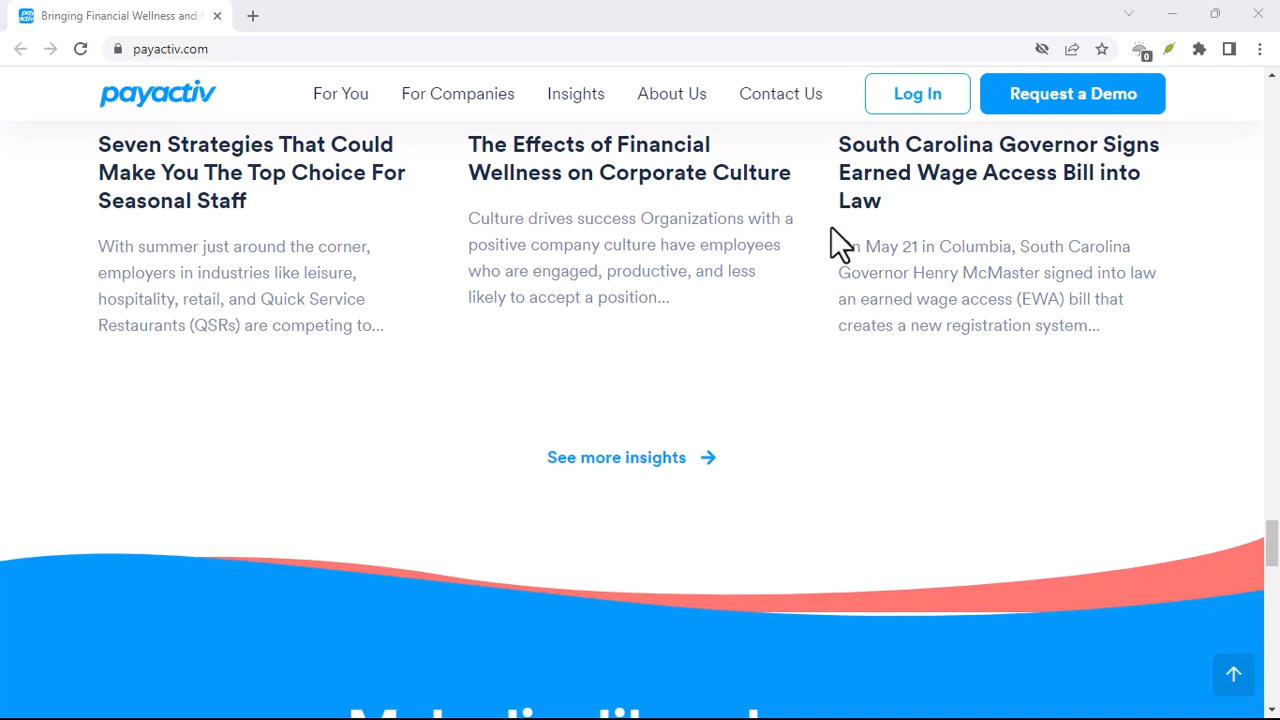 Bringing Financial Wellness and
payactiv.com
0
payactiv
For You
For Companies
Insights
About Us
Contact Us
Log In
Request a Demo
Seven Strategies That Could
Make You The Top Choice For
Seasonal Staff
With summer just around the corner,
employers in industries like leisure,
hospitality, retail, and Quick Service
Restaurants (QSRs) are competing to...
The Effects of Financial
Wellness on Corporate Culture
Culture drives success Organizations with a
positive company culture have employees
who are engaged, productive, and less
likely to accept a position...
South Carolina Governor Signs
Earned Wage Access Bill into
Law
n May 21 in Columbia, South Carolina
Governor Henry McMaster signed into law
an earned wage access (EWA) bill that
creates a new registration system...
See more insights